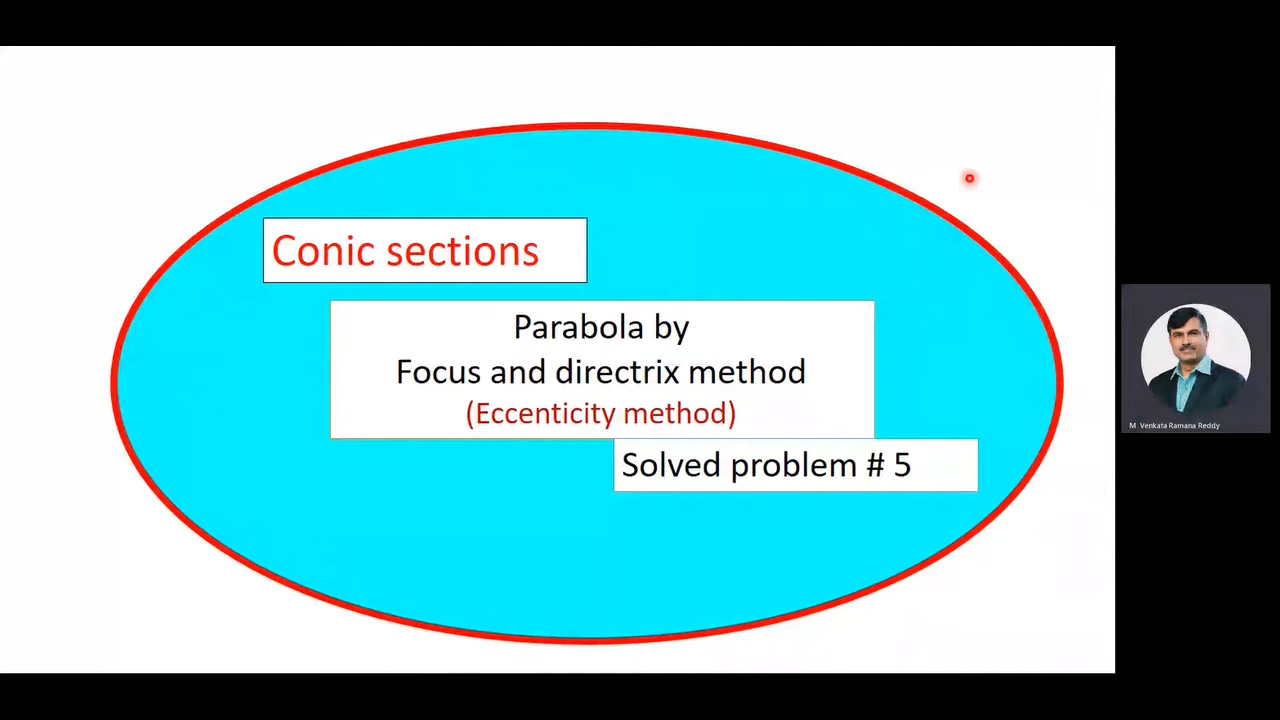 Conic sections
Parabola by
Focus and directrix method
(Eccenticity method)
Solved problem # 5
M Venkata Ramana Reddy